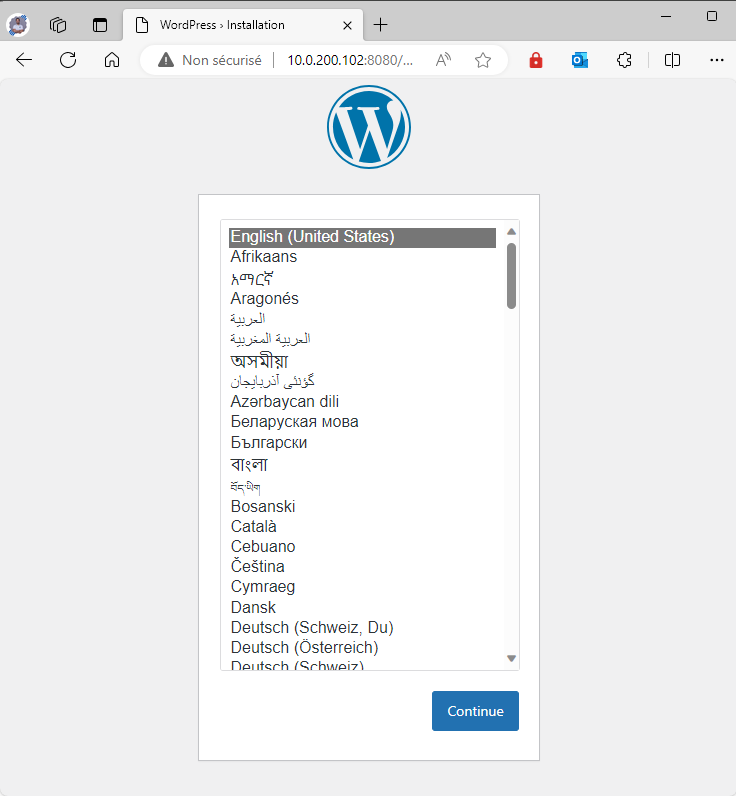 WordPress › Installation
Non sécurisé
10.0.200.102:8080/...
English (United States)
Afrikaans
አማርኛ
Aragonés
العربية
العربية المغربية
অসমীয়া
گؤنئی آذربایجان
Azərbaycan dili
Беларуская мова
Български
বাংলা
བོད་ཡིག
Bosanski
Català
Cebuano
Čeština
Cymraeg
Dansk
Deutsch (Schweiz, Du)
Deutsch (Österreich)
Deutsch (Schweiz)
Continue